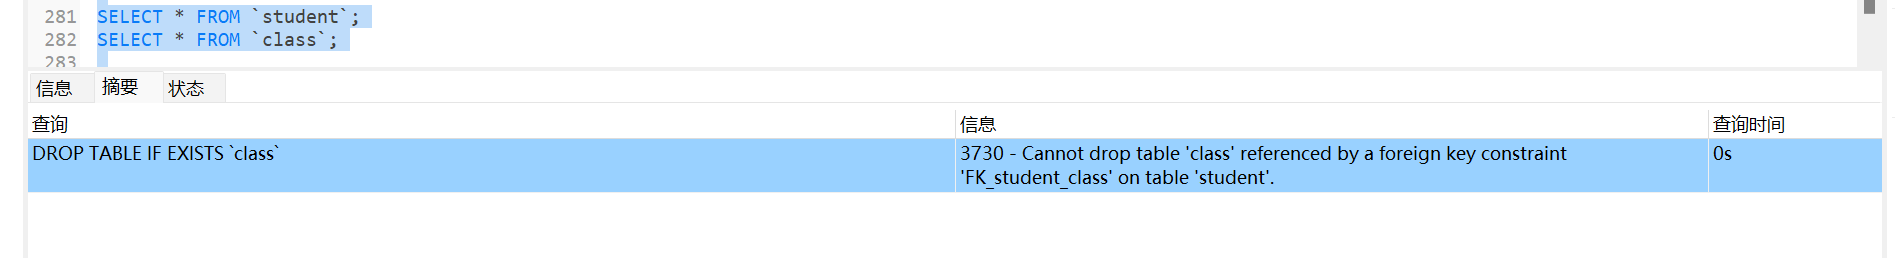 281 SELECT * FROM `student`;
282 SELECT * FROM `class`;
283
信息 摘要 状态
查询 信息 查询时间
DROP TABLE IF EXISTS `class` 3730 - Cannot drop table 'class' referenced by a foreign key constraint 0s
'FK_student_class' on table 'student'.